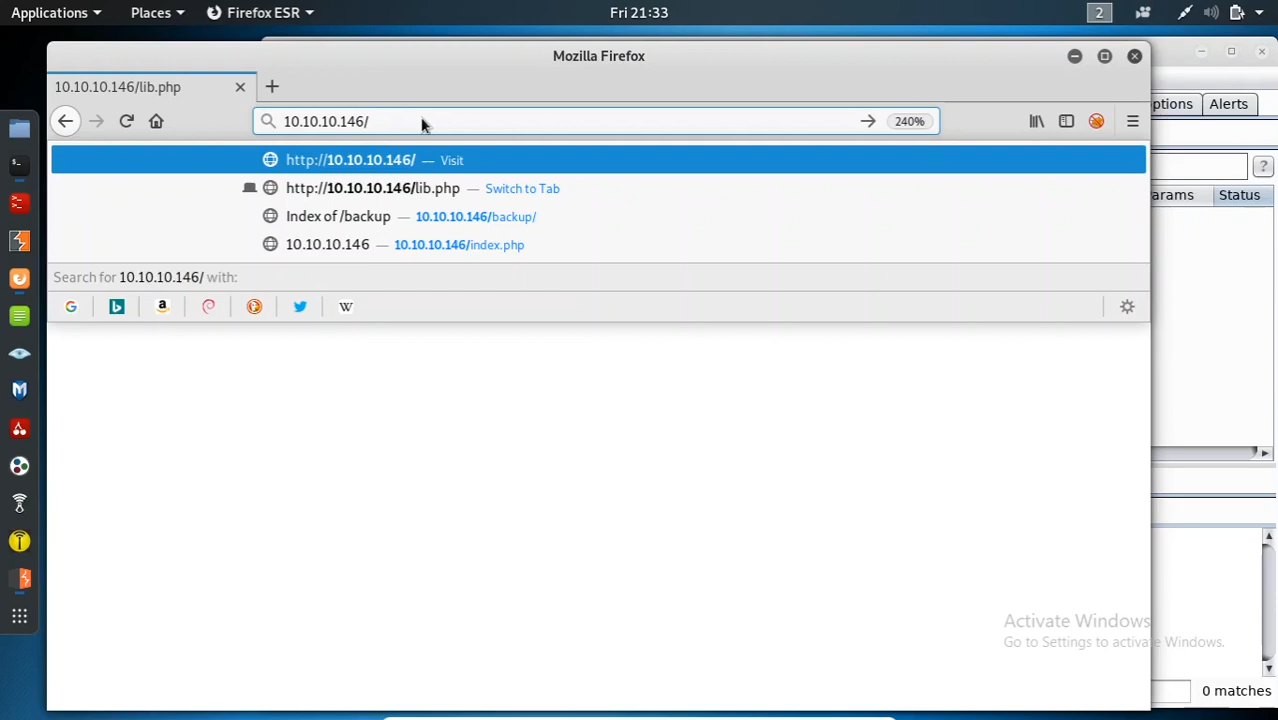 Applications Places Firefox ESR Fri 21:33 2
Mozilla Firefox
10.10.10.146/lib.php
10.10.10.146/ 240%
ptions Alerts
http://10.10.10.146/ — Visit
?
http://10.10.10.146/lib.php — Switch to Tab
arams Status
Index of /backup — 10.10.10.146/backup/
10.10.10.146 — 10.10.10.146/index.php
Search for 10.10.10.146/ with:
G b a W
Activate Windows
Go to Settings to activate Windows.
0 matches